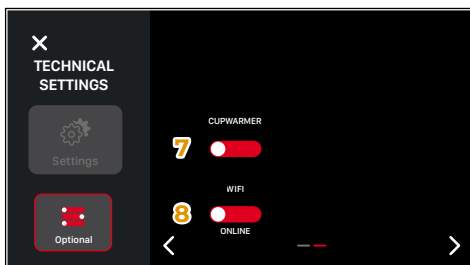 TECHNICAL
SETTINGS
Settings
Optional
CUPWARMER
7
WIFI
8
ONLINE